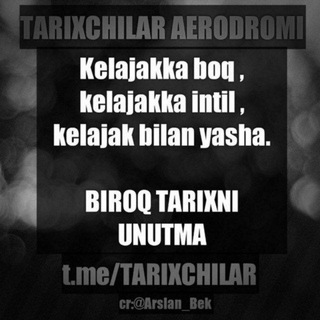 TARIXCHILAR AERODROMI
Kelajakka boq ,
kelajakka intil ,
kelajak bilan yasha.
BIROQ TARIXNI
UNUTMA
t.me/TARIXCHILAR
cr:@Arslan_Bek